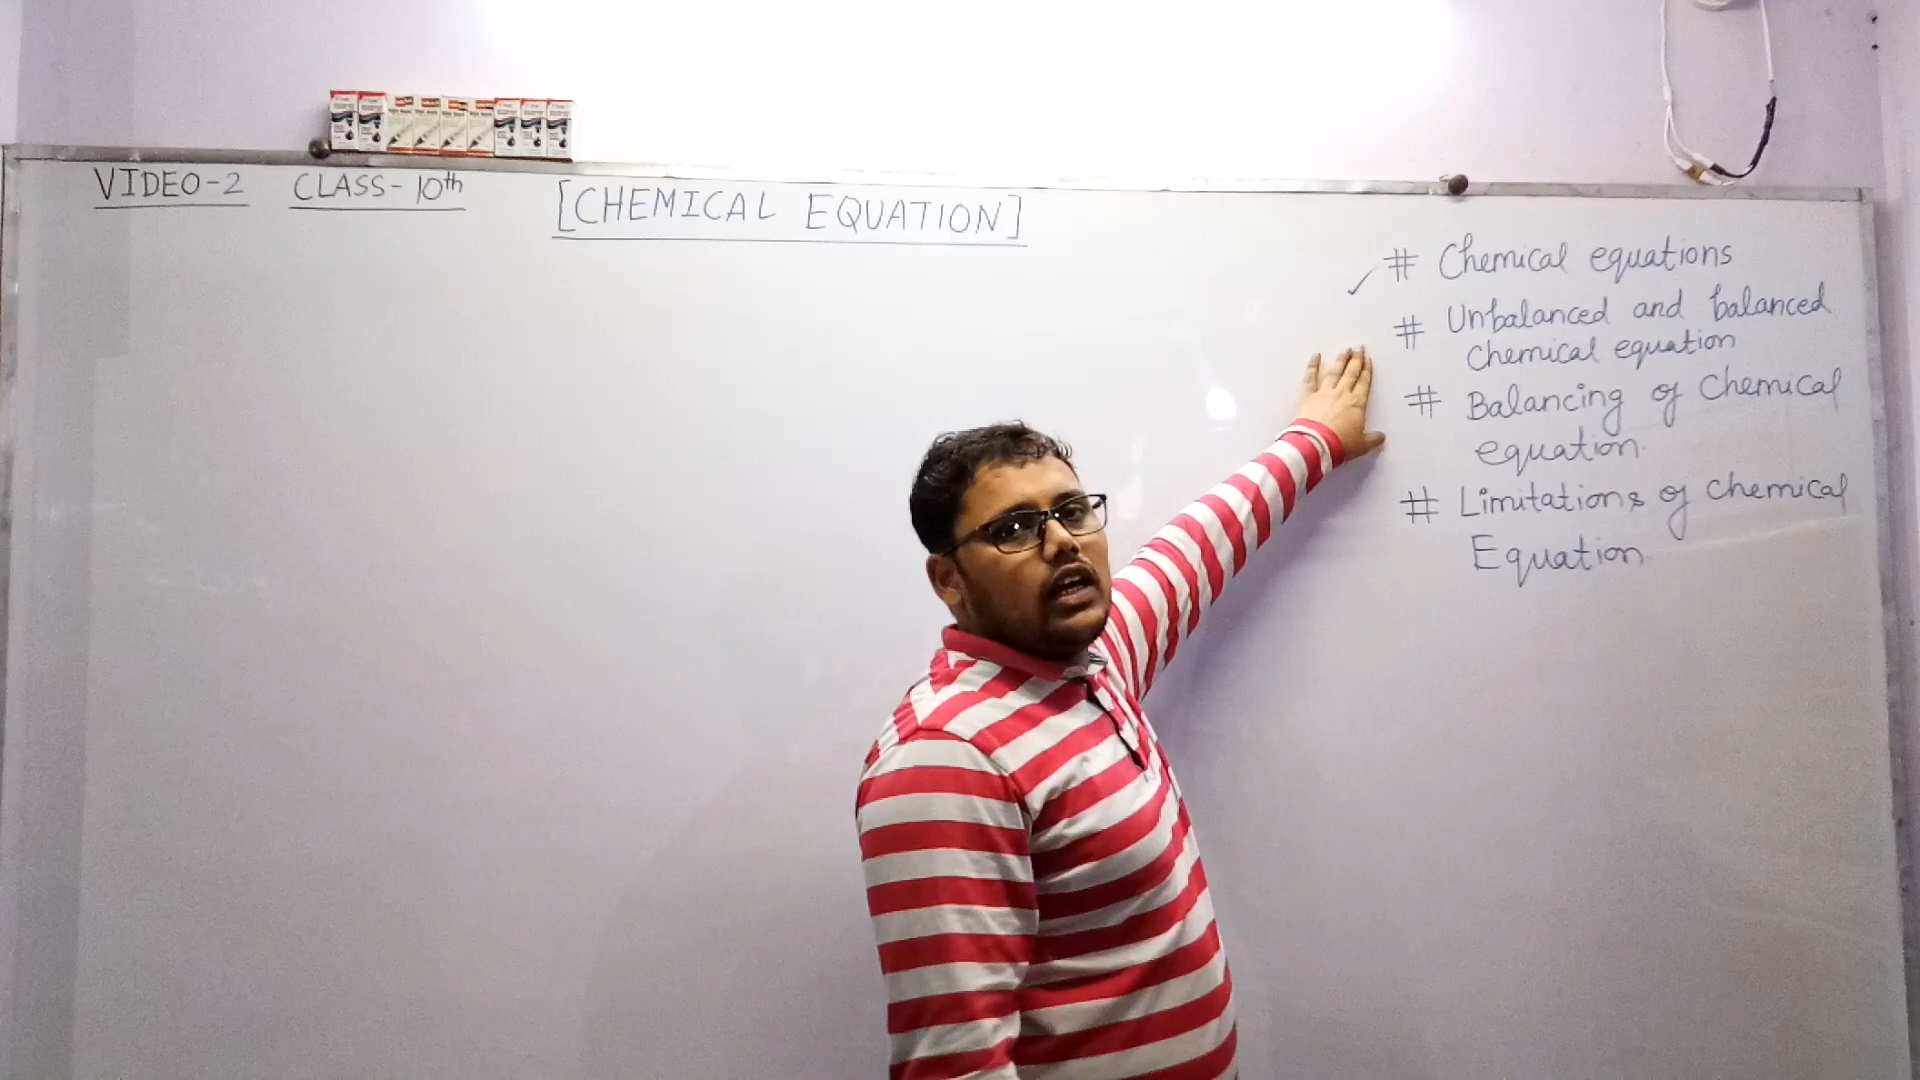 VIDEO-2 CLASS-10th [CHEMICAL EQUATION]
# Chemical equations
# Unbalanced and balanced
chemical equation
# Balancing of chemical
equation.
# Limitations of chemical
Equation.